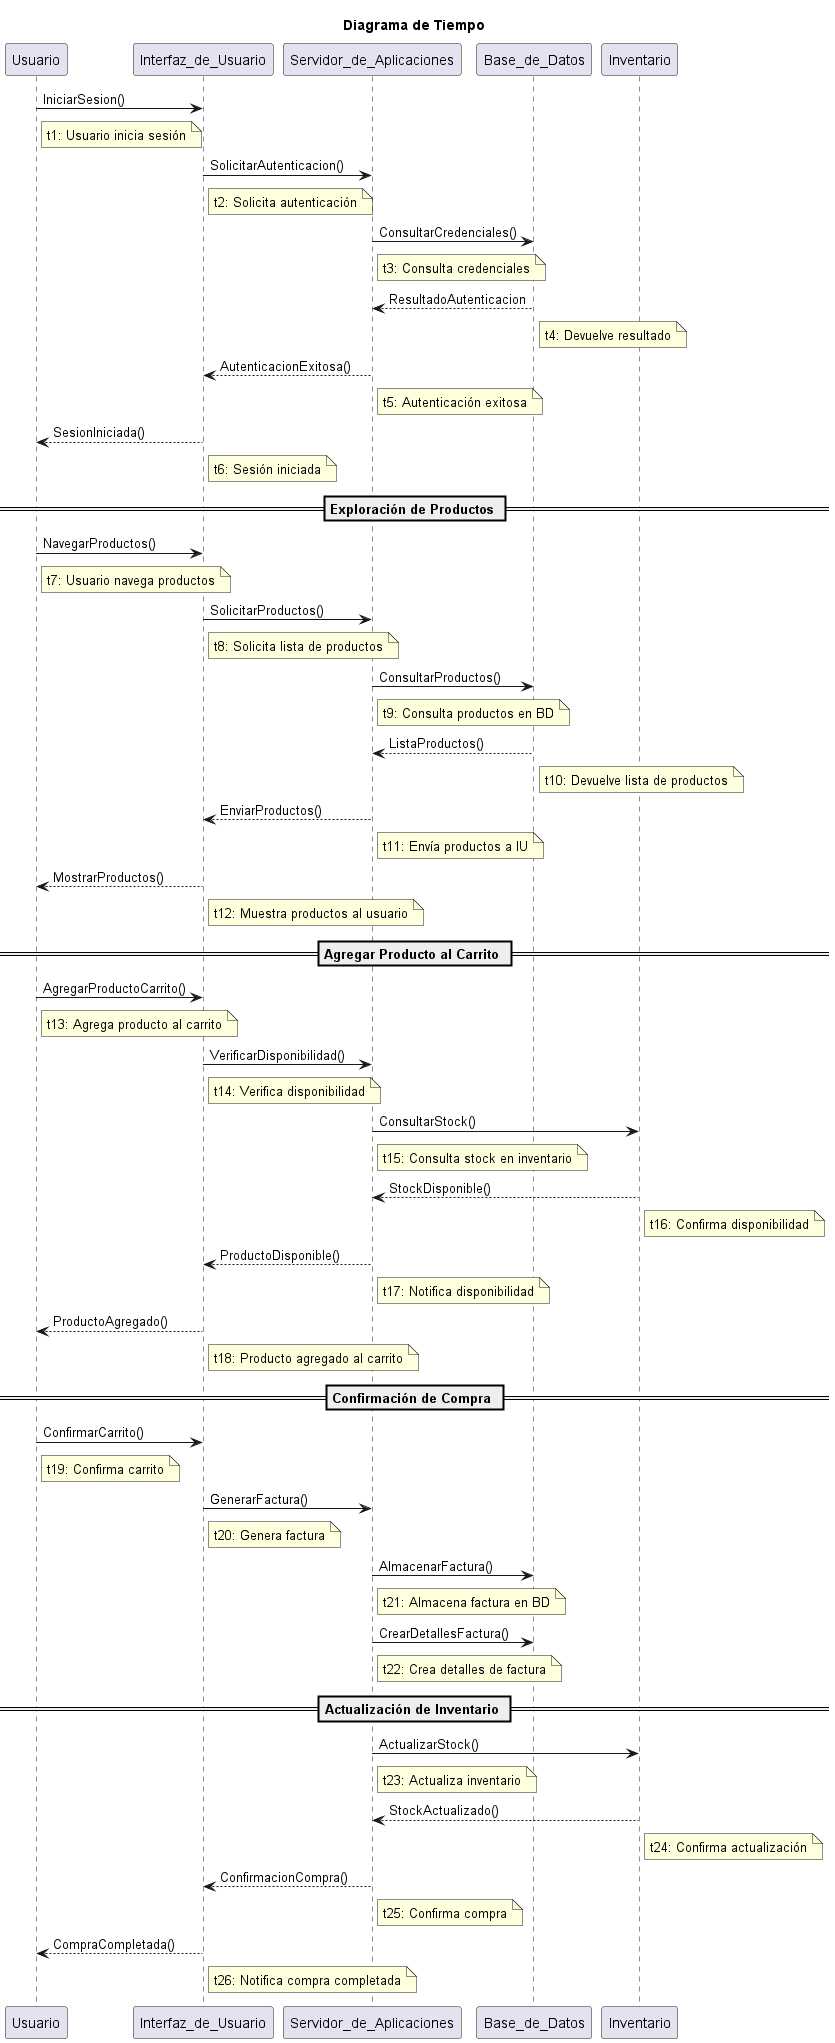 Diagrama de Tiempo
Usuario
Interfaz_de_Usuario
Servidor_de_Aplicaciones
Base_de_Datos
Inventario
IniciarSesion()
t1: Usuario inicia sesión
SolicitarAutenticacion()
t2: Solicita autenticación
ConsultarCredenciales()
t3: Consulta credenciales
ResultadoAutenticacion
t4: Devuelve resultado
AutenticacionExitosa()
t5: Autenticación exitosa
SesionIniciada()
t6: Sesión iniciada
Exploración de Productos
NavegarProductos()
t7: Usuario navega productos
SolicitarProductos()
t8: Solicita lista de productos
ConsultarProductos()
t9: Consulta productos en BD
ListaProductos()
t10: Devuelve lista de productos
EnviarProductos()
t11: Envía productos a IU
MostrarProductos()
t12: Muestra productos al usuario
Agregar Producto al Carrito
AgregarProductoCarrito()
t13: Agrega producto al carrito
VerificarDisponibilidad()
t14: Verifica disponibilidad
ConsultarStock()
t15: Consulta stock en inventario
StockDisponible()
t16: Confirma disponibilidad
ProductoDisponible()
t17: Notifica disponibilidad
ProductoAgregado()
t18: Producto agregado al carrito
Confirmación de Compra
ConfirmarCarrito()
t19: Confirma carrito
GenerarFactura()
t20: Genera factura
AlmacenarFactura()
t21: Almacena factura en BD
CrearDetallesFactura()
t22: Crea detalles de factura
Actualización de Inventario
ActualizarStock()
t23: Actualiza inventario
StockActualizado()
t24: Confirma actualización
ConfirmacionCompra()
t25: Confirma compra
CompraCompletada()
t26: Notifica compra completada
Usuario
Interfaz_de_Usuario
Servidor_de_Aplicaciones
Base_de_Datos
Inventario